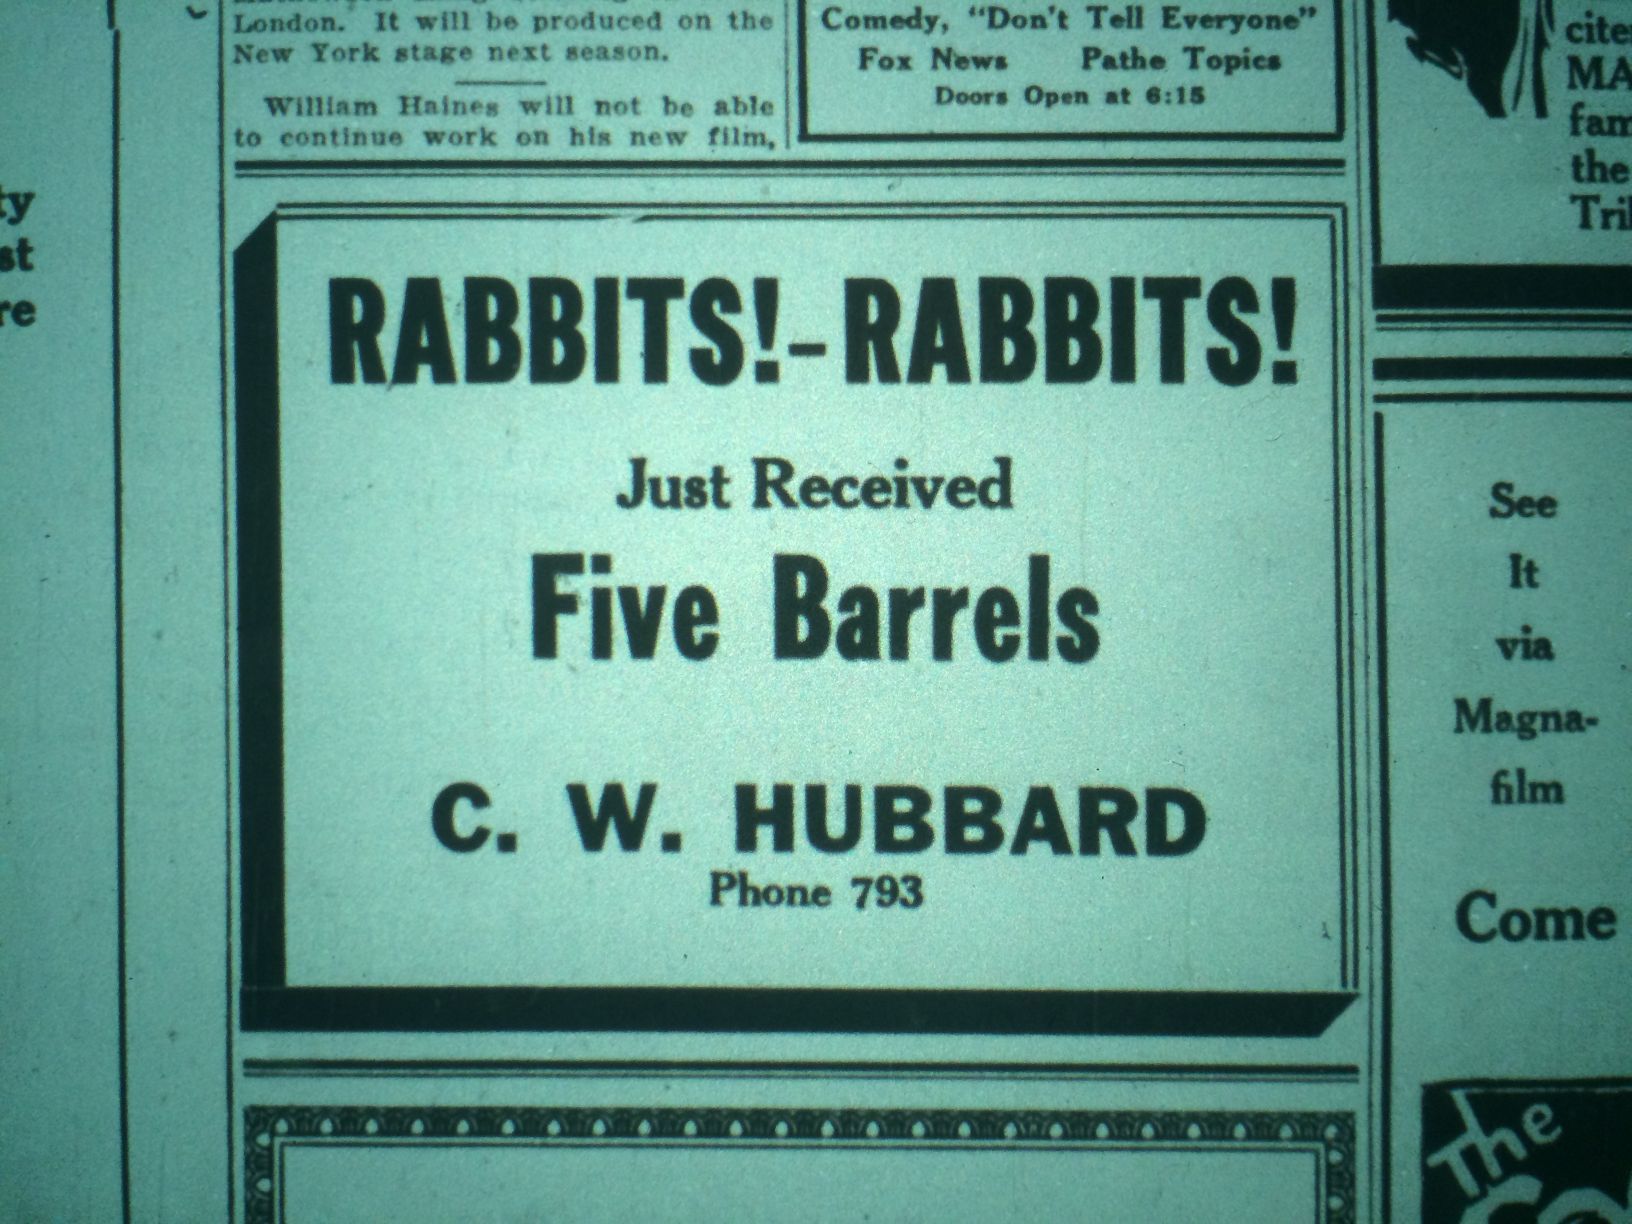 London. It will be produced on the
New York stage next season.
William Haines will not be able
to continue work on his new film,
Comedy, "Don't Tell Everyone"
Fox News Pathe Topics
Doors Open at 6:15
RABBITS!-RABBITS!
Just Received
Five Barrels
C. W. HUBBARD
Phone 793
See
It
via
Magna-
film
Come
The
the